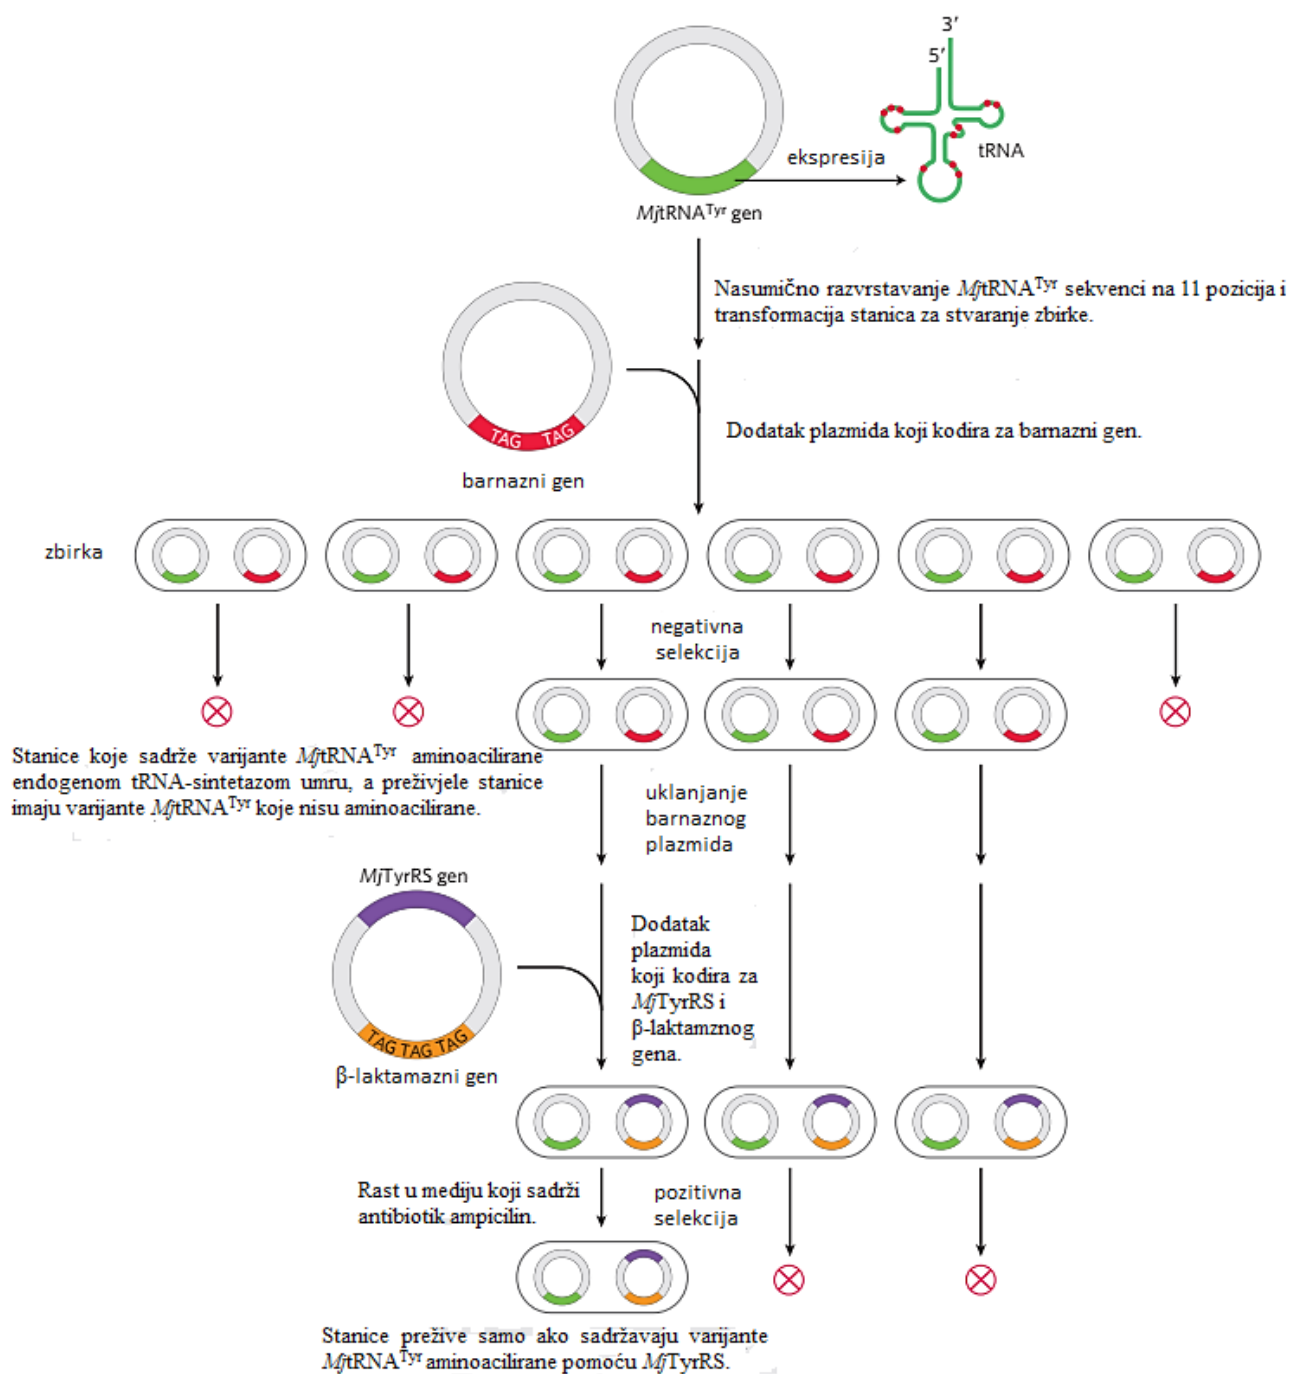 3′
5′
tRNA
ekspresija
MjtRNATyr gen
Nasumično razvrstavanje MjtRNATyr sekvenci na 11 pozicija i
transformacija stanica za stvaranje zbirke.
TAG TAG
barnazni gen
Dodatak plazmida koji kodira za barnazni gen.
zbirka
negativna
selekcija
Stanice koje sadrže varijante MjtRNATyr aminoacilirane
endogenom tRNA-sintetazom umru, a preživjele stanice
imaju varijante MjtRNATyr koje nisu aminoacilirane.
uklanjanje
barnaznog
plazmida
MjTyrRS gen
TAG TAG TAG
β-laktamazni gen
Dodatak
plazmida
koji kodira za
MjTyrRS i
β-laktamznog
gena.
Rast u mediju koji sadrži
antibiotik ampicilin.
pozitivna
selekcija
Stanice prežive samo ako sadržavaju varijante
MjtRNATyr aminoacilirane pomoću MjTyrRS.